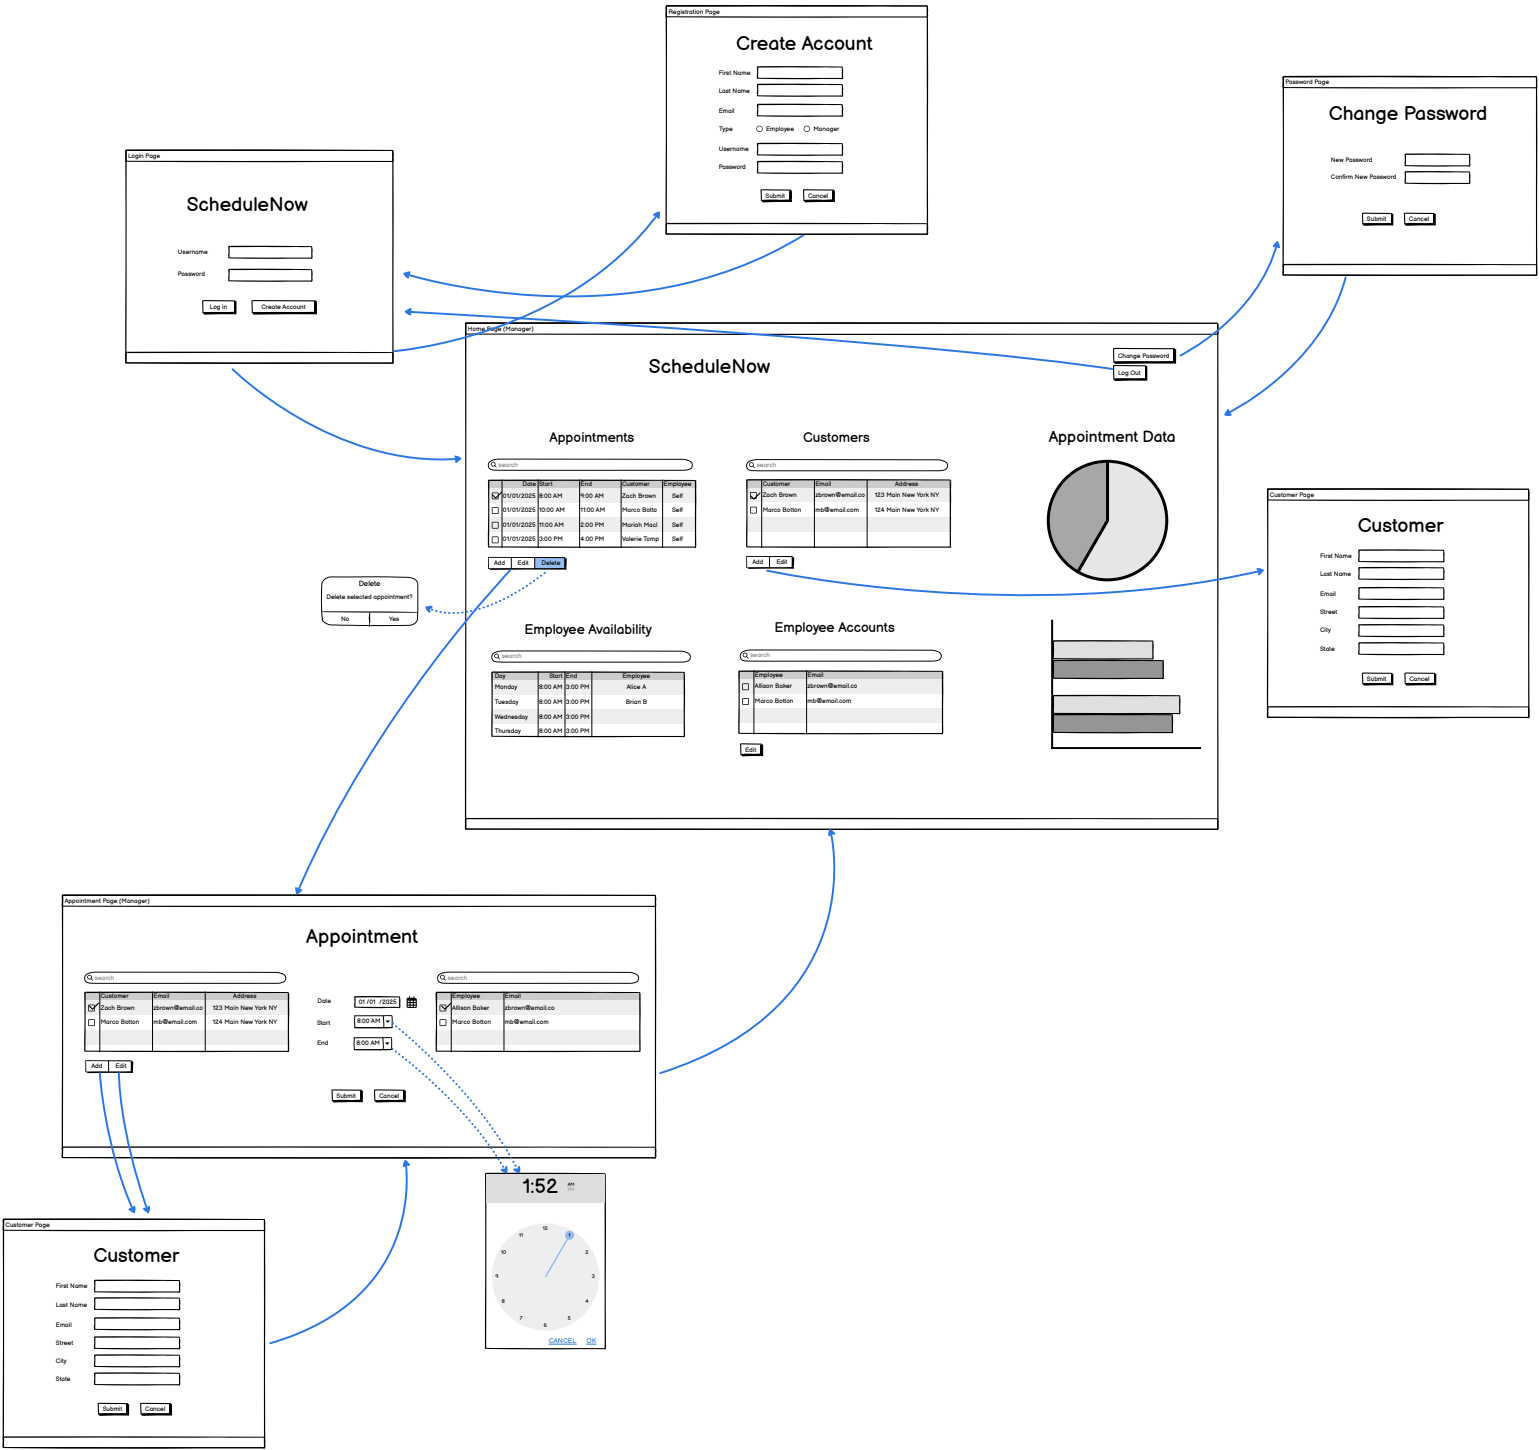 Registration Page
Create Account
First Name
Last Name
Email
Type Employee Manager
Username
Password
Submit Cancel
Password Page
Change Password
New Password
Confirm New Password
Submit Cancel
Login Page
ScheduleNow
Username
Password
Log in Create Account
Home Page (Manager)
ScheduleNow
Change Password
Log Out
Appointments
search
Date Start End Customer Employee
01/01/2025 8:00 AM 9:00 AM Zach Brown Self
01/01/2025 10:00 AM 11:00 AM Marco Botto Self
01/01/2025 11:00 AM 2:00 PM Mariah Macl Self
01/01/2025 3:00 PM 4:00 PM Valerie Tomp Self
Add Edit Delete
Customers
search
Customer Email Address
Zach Brown zbrown@email.co 123 Main New York NY
Marco Botton mb@email.com 124 Main New York NY
Add Edit
Appointment Data
Delete
Delete selected appointment?
No Yes
Employee Availability
search
Day Start End Employee
Monday 8:00 AM 3:00 PM Alice A
Tuesday 8:00 AM 3:00 PM Brian B
Wednesday 8:00 AM 3:00 PM
Thursday 8:00 AM 3:00 PM
Employee Accounts
search
Employee Email
Allison Baker zbrown@email.co
Marco Botton mb@email.com
Edit
Customer Page
Customer
First Name
Last Name
Email
Street
City
State
Submit Cancel
Appointment Page (Manager)
Appointment
search
Customer Email Address
Zach Brown zbrown@email.co 123 Main New York NY
Marco Botton mb@email.com 124 Main New York NY
Add Edit
Date 01 /01 /2025
Start 8:00 AM
End 8:00 AM
Submit Cancel
search
Employee Email
Allison Baker zbrown@email.co
Marco Botton mb@email.com
1:52 AM
PM
12
11 1
10 2
9 3
8 4
7 5
6
CANCEL OK
Customer Page
Customer
First Name
Last Name
Email
Street
City
State
Submit Cancel